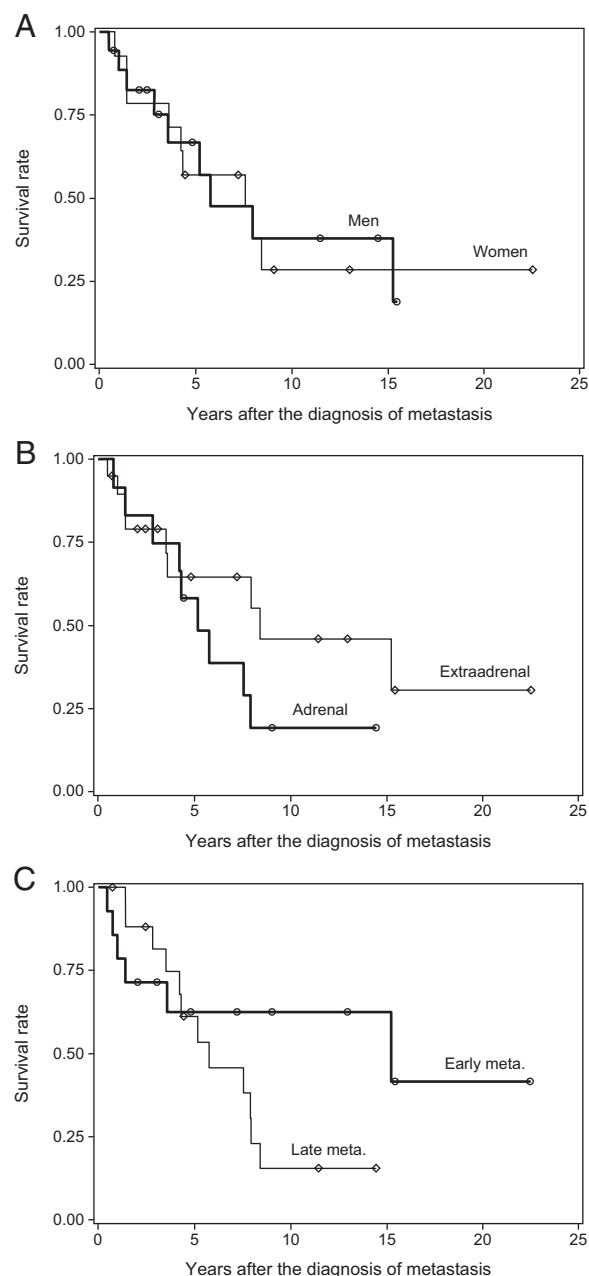 A
1.00
0.75
0.50
0.25
0.00
Survival rate
Men
Women
0 5 10 15 20 25
Years after the diagnosis of metastasis
B
1.00
0.75
0.50
0.25
0.00
Survival rate
Extraadrenal
Adrenal
0 5 10 15 20 25
Years after the diagnosis of metastasis
C
1.00
0.75
0.50
0.25
0.00
Survival rate
Early meta.
Late meta.
0 5 10 15 20 25
Years after the diagnosis of metastasis